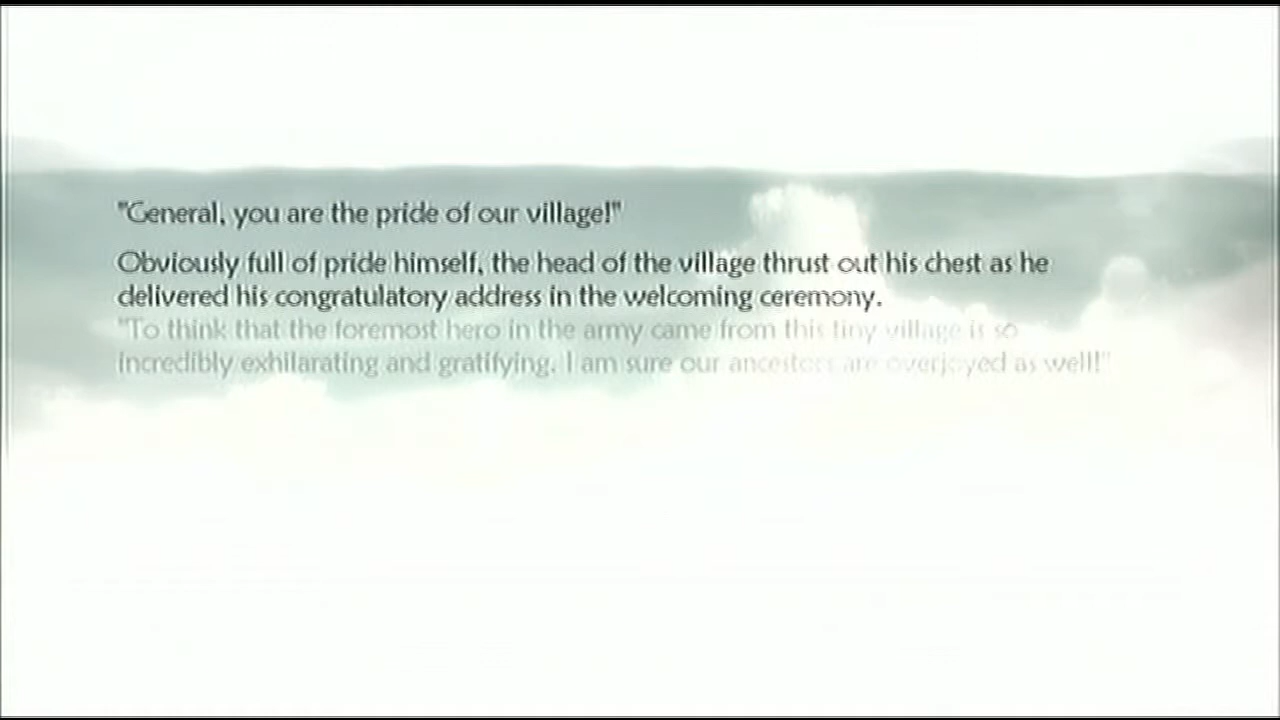 "General, you are the pride of our village!"
Obviously full of pride himself, the head of the village thrust out his chest as he
delivered his congratulatory address in the welcoming ceremony.
"To think that the foremost hero in the army came from this tiny village is so
incredibly exhilarating and gratifying. I am sure our ancestors are overjoyed as well!"